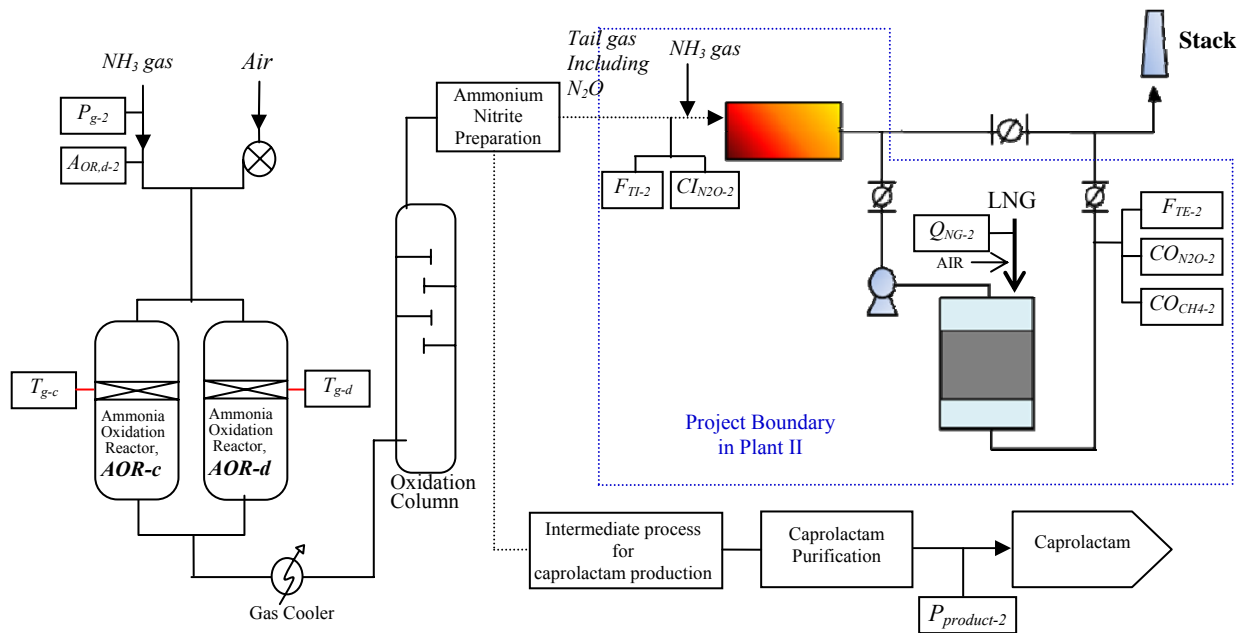 NH3 gas
Air
Pg-2
AOR,d-2
Tail gas
Including
N2O
NH3 gas
Stack
Ammonium
Nitrite
Preparation
FTI-2
CIN2O-2
LNG
QNG-2
AIR
FTE-2
CON2O-2
COCH4-2
Tg-c
Tg-d
Ammonia
Oxidation
Reactor,
AOR-c
Ammonia
Oxidation
Reactor,
AOR-d
Project Boundary
in Plant II
Oxidation
Column
Gas Cooler
Intermediate process
for
caprolactam production
Caprolactam
Purification
Caprolactam
Pproduct-2